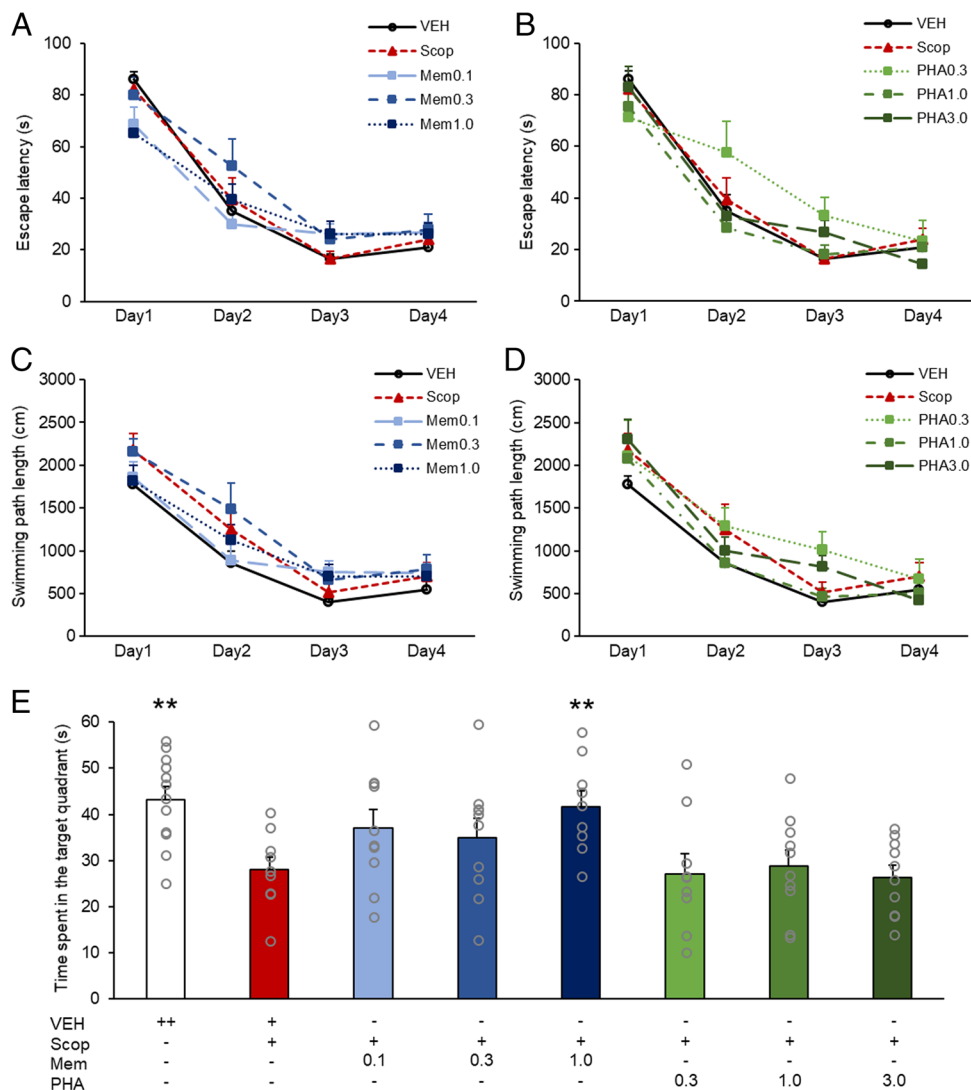 A
B
Escape latency (s)
100
80
60
40
20
0
VEH
Scop
Mem0.1
Mem0.3
Mem1.0
Day1 Day2 Day3 Day4
Escape latency (s)
100
80
60
40
20
0
VEH
Scop
PHA0.3
PHA1.0
PHA3.0
Day1 Day2 Day3 Day4
C
D
Swimming path length (cm)
3000
2500
2000
1500
1000
500
0
VEH
Scop
Mem0.1
Mem0.3
Mem1.0
Day1 Day2 Day3 Day4
Swimming path length (cm)
3000
2500
2000
1500
1000
500
0
VEH
Scop
PHA0.3
PHA1.0
PHA3.0
Day1 Day2 Day3 Day4
E
Time spent in the target quadrant (s)
60
50
40
30
20
10
0
** **
VEH ++ + - - - - - -
Scop - + + + + + + +
Mem - - 0.1 0.3 1.0 - - -
PHA - - - - - 0.3 1.0 3.0